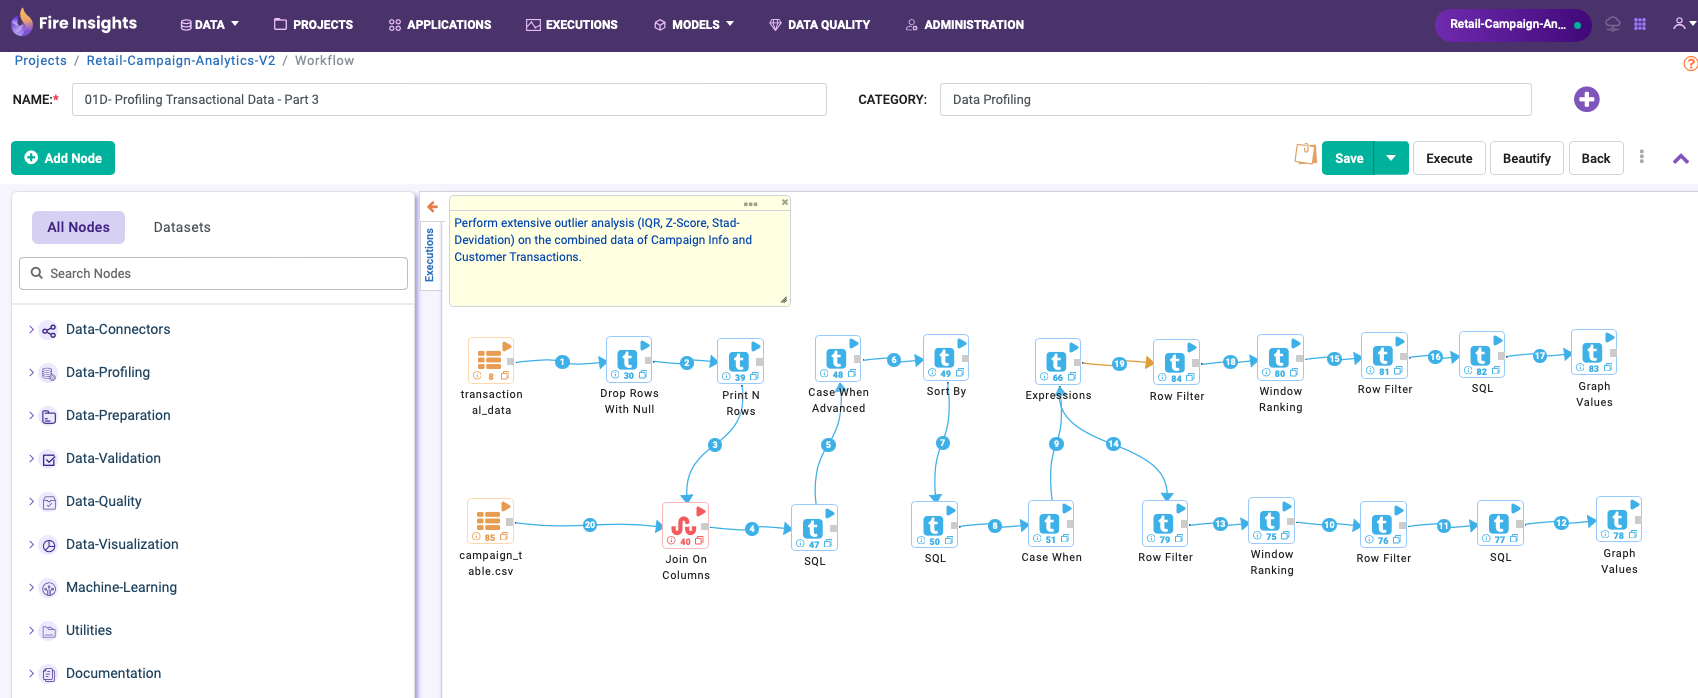 Fire Insights
DATA
PROJECTS
APPLICATIONS
EXECUTIONS
MODELS
DATA QUALITY
ADMINISTRATION
Retail-Campaign-An...
Projects / Retail-Campaign-Analytics-V2 / Workflow
NAME:*
01D- Profiling Transactional Data - Part 3
CATEGORY:
Data Profiling
Add Node
Save
Execute
Beautify
Back
All Nodes
Datasets
Search Nodes
Data-Connectors
Data-Profiling
Data-Preparation
Data-Validation
Data-Quality
Data-Visualization
Machine-Learning
Utilities
Documentation
Executions
Perform extensive outlier analysis (IQR, Z-Score, Stad-
Devidation) on the combined data of Campaign Info and
Customer Transactions.
8
transaction
al_data
1
30
Drop Rows
With Null
2
39
Print N
Rows
48
Case When
Advanced
6
49
Sort By
66
Expressions
19
84
Row Filter
18
80
Window
Ranking
15
81
Row Filter
16
82
SQL
17
83
Graph
Values
3
5
7
9
14
85
campaign_t
able.csv
20
40
Join On
Columns
4
47
SQL
50
SQL
8
51
Case When
79
Row Filter
13
75
Window
Ranking
10
76
Row Filter
11
77
SQL
12
78
Graph
Values